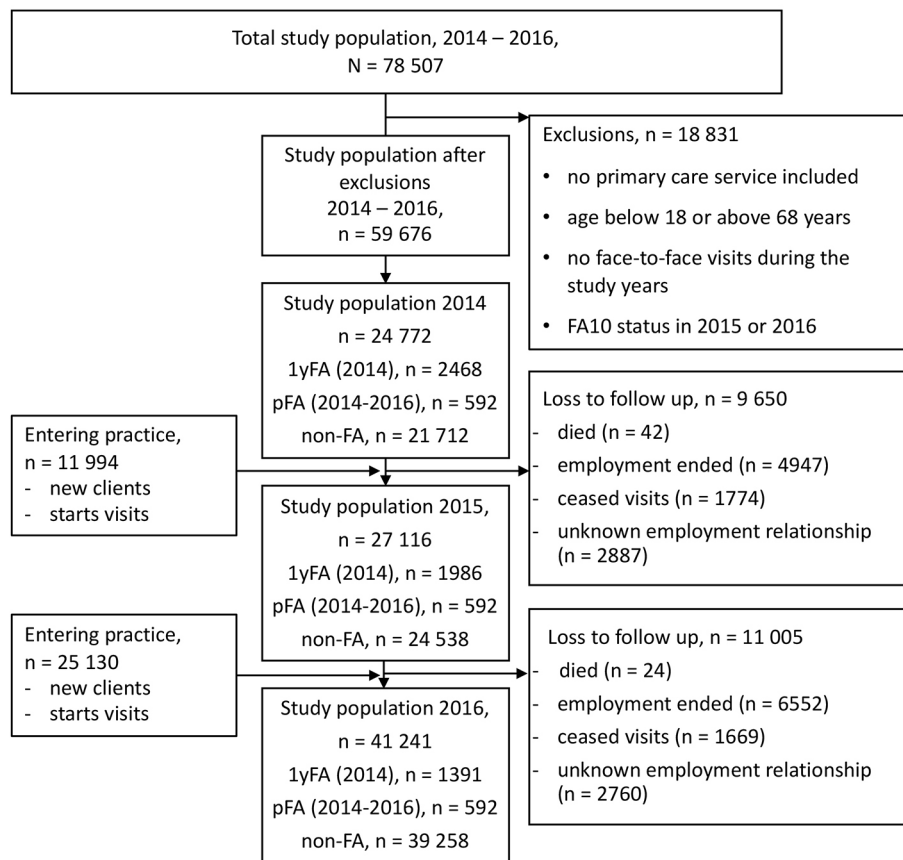 Total study population, 2014 – 2016,
N = 78 507
Exclusions, n = 18 831
• no primary care service included
• age below 18 or above 68 years
• no face-to-face visits during the
study years
• FA10 status in 2015 or 2016
Study population after
exclusions
2014 – 2016,
n = 59 676
Study population 2014
n = 24 772
1yFA (2014), n = 2468
pFA (2014-2016), n = 592
non-FA, n = 21 712
Loss to follow up, n = 9 650
- died (n = 42)
- employment ended (n = 4947)
- ceased visits (n = 1774)
- unknown employment relationship
(n = 2887)
Entering practice,
n = 11 994
- new clients
- starts visits
Study population 2015,
n = 27 116
1yFA (2014), n = 1986
pFA (2014-2016), n = 592
non-FA, n = 24 538
Loss to follow up, n = 11 005
- died (n = 24)
- employment ended (n = 6552)
- ceased visits (n = 1669)
- unknown employment relationship
(n = 2760)
Entering practice,
n = 25 130
- new clients
- starts visits
Study population 2016,
n = 41 241
1yFA (2014), n = 1391
pFA (2014-2016), n = 592
non-FA, n = 39 258